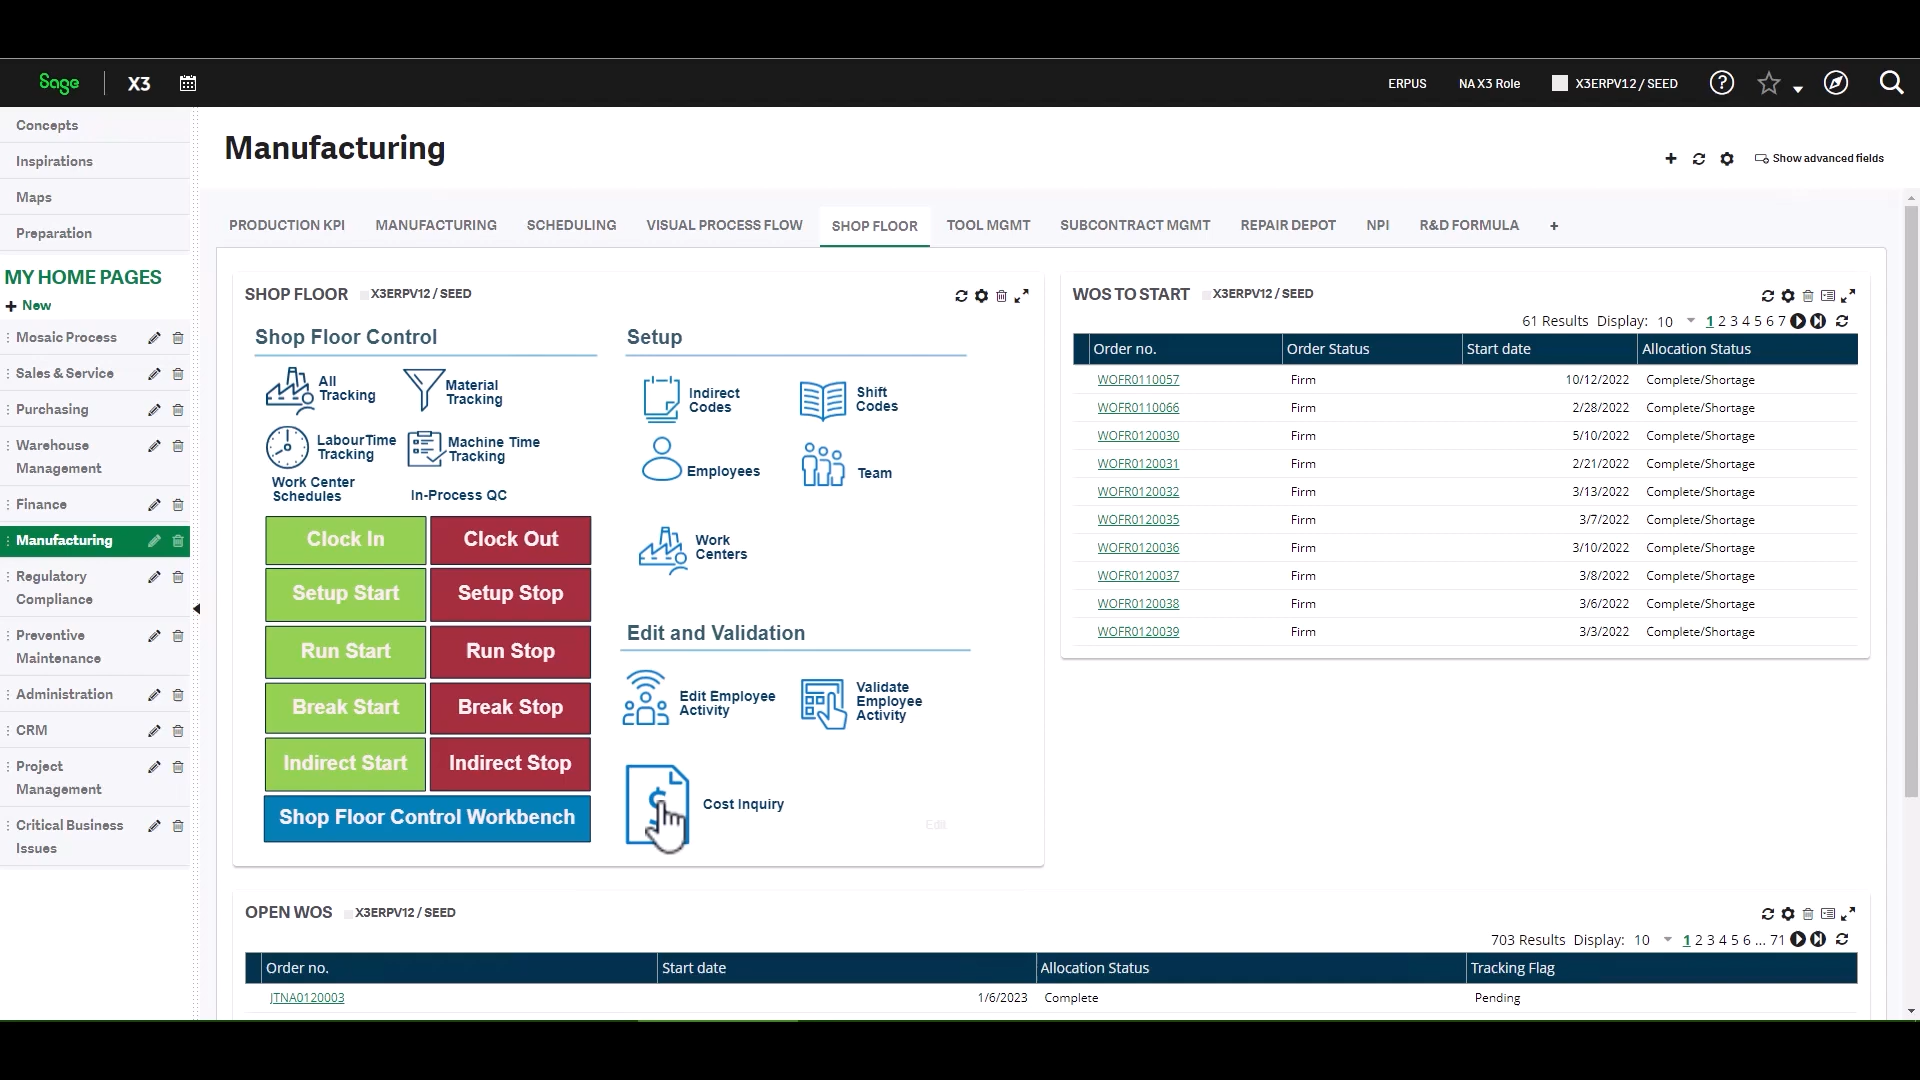 Sage X3 ERPUS NA X3 Role X3ERPV12 / SEED
Concepts
Inspirations
Maps
Preparation
MY HOME PAGES
+ New
Mosaic Process
Sales & Service
Purchasing
Warehouse
Management
Finance
Manufacturing
Regulatory
Compliance
Preventive
Maintenance
Administration
CRM
Project
Management
Critical Business
Issues
Manufacturing
Show advanced fields
PRODUCTION KPI MANUFACTURING SCHEDULING VISUAL PROCESS FLOW SHOP FLOOR TOOL MGMT SUBCONTRACT MGMT REPAIR DEPOT NPI R&D FORMULA +
SHOP FLOOR X3ERPV12 / SEED
Shop Floor Control
All
Tracking
Material
Tracking
LabourTime
Tracking
Machine Time
Tracking
Work Center
Schedules
In-Process QC
Clock In Clock Out
Setup Start Setup Stop
Run Start Run Stop
Break Start Break Stop
Indirect Start Indirect Stop
Shop Floor Control Workbench
Setup
Indirect
Codes
Shift
Codes
Employees
Team
Work
Centers
Edit and Validation
Edit Employee
Activity
Validate
Employee
Activity
Cost Inquiry
Edit
WOS TO START X3ERPV12 / SEED
61 Results Display: 10 1 2 3 4 5 6 7
Order no. Order Status Start date Allocation Status
WOFR0110057 Firm 10/12/2022 Complete/Shortage
WOFR0110066 Firm 2/28/2022 Complete/Shortage
WOFR0120030 Firm 5/10/2022 Complete/Shortage
WOFR0120031 Firm 2/21/2022 Complete/Shortage
WOFR0120032 Firm 3/13/2022 Complete/Shortage
WOFR0120035 Firm 3/7/2022 Complete/Shortage
WOFR0120036 Firm 3/10/2022 Complete/Shortage
WOFR0120037 Firm 3/8/2022 Complete/Shortage
WOFR0120038 Firm 3/6/2022 Complete/Shortage
WOFR0120039 Firm 3/3/2022 Complete/Shortage
OPEN WOS X3ERPV12 / SEED
703 Results Display: 10 1 2 3 4 5 6 ... 71
Order no. Start date Allocation Status Tracking Flag
JTNA0120003 1/6/2023 Complete Pending